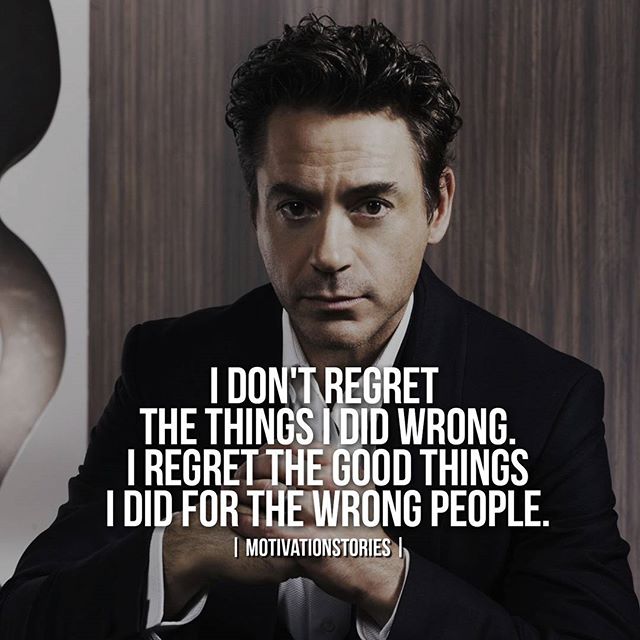 I DON'T REGRET
THE THINGS I DID WRONG.
I REGRET THE GOOD THINGS
I DID FOR THE WRONG PEOPLE.
| MOTIVATIONSTORIES |